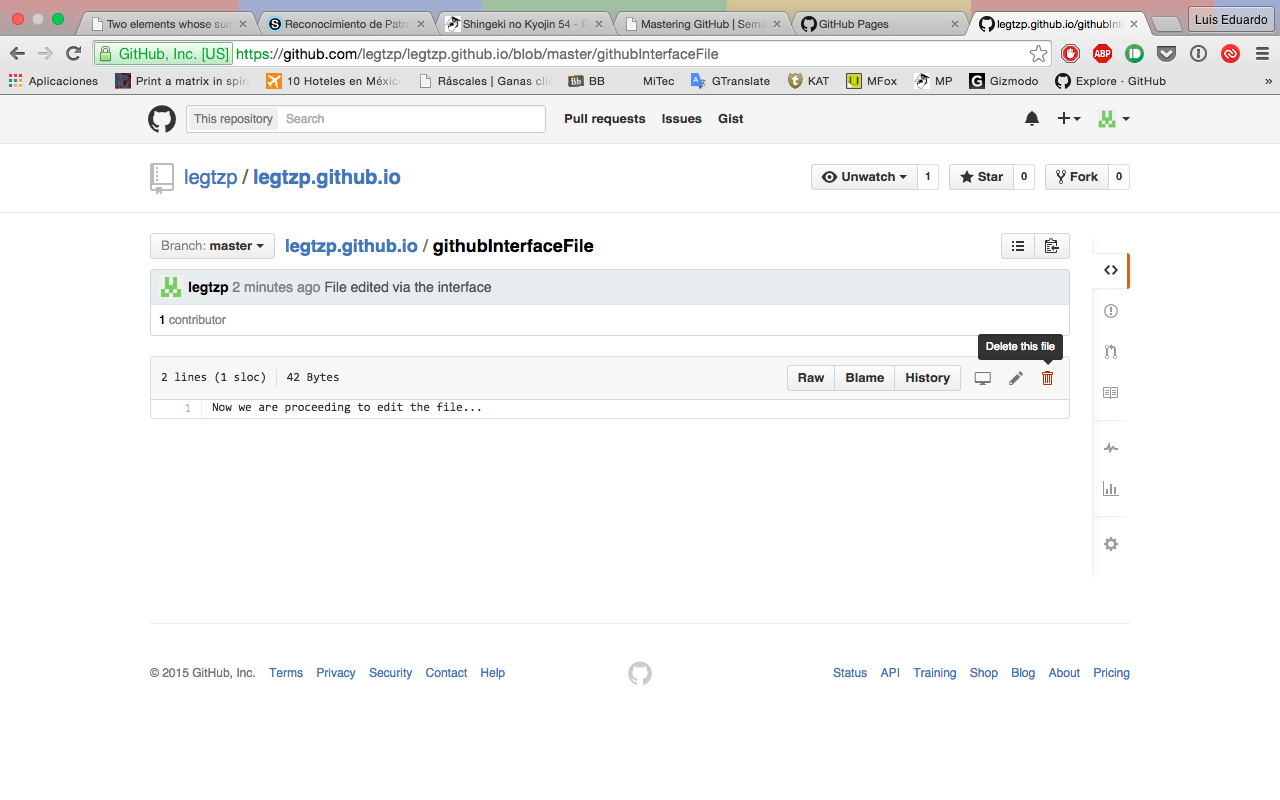 Two elements whose sum
Reconocimiento de Patro
Shingeki no Kyojin 54 - 
Mastering GitHub | Sema
GitHub Pages
legtzp.github.io/githubInte
Luis Eduardo
GitHub, Inc. [US] https://github.com/legtzp/legtzp.github.io/blob/master/githubInterfaceFile
ABP
Aplicaciones Print a matrix in spira 10 Hoteles en Méxic Ráscales | Ganas cli Bb BB MiTec GTranslate KAT MFox MP Gizmodo Explore · GitHub »
This repository Search Pull requests Issues Gist
legtzp / legtzp.github.io Unwatch 1 Star 0 Fork 0
Branch: master legtzp.github.io / githubInterfaceFile
legtzp 2 minutes ago File edited via the interface
1 contributor
Delete this file
2 lines (1 sloc) 42 Bytes Raw Blame History
1 Now we are proceeding to edit the file...
© 2015 GitHub, Inc. Terms Privacy Security Contact Help Status API Training Shop Blog About Pricing